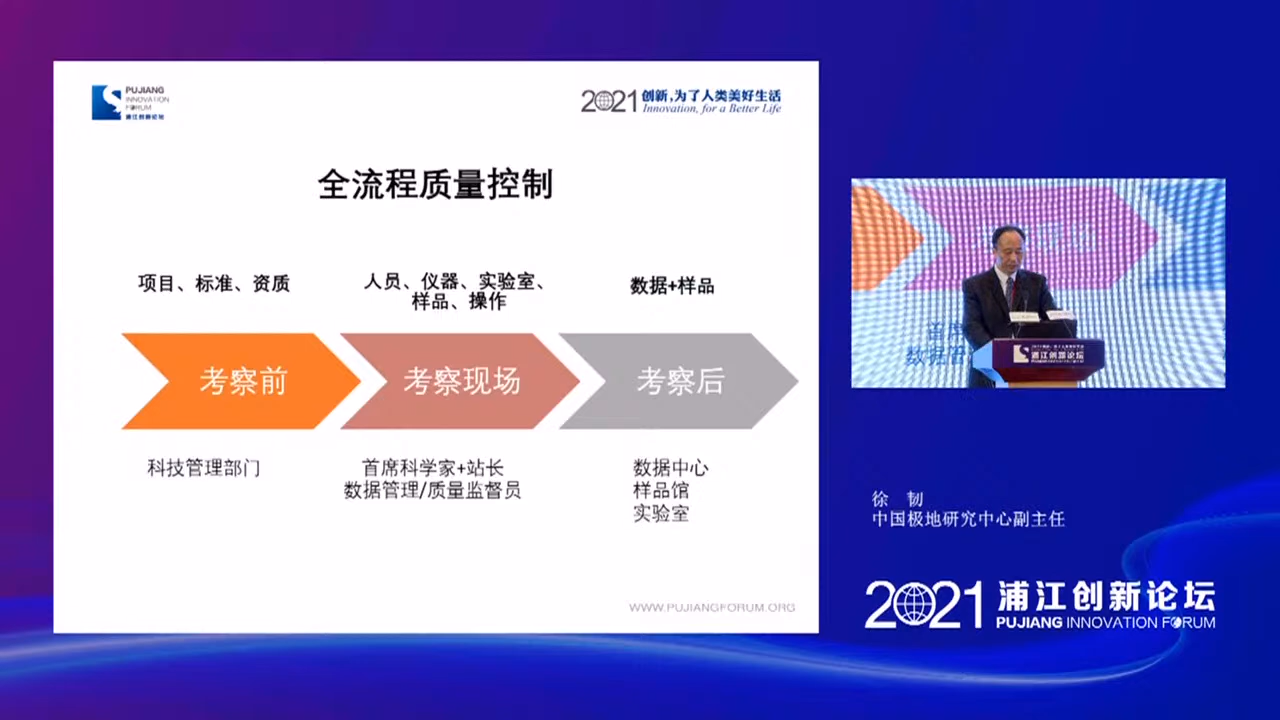 PUJIANG
INNOVATION
FORUM
浦江创新论坛
2021 创新,为了人类美好生活
Innovation, for a Better Life
全流程质量控制
项目、标准、资质
人员、仪器、实验室、
样品、操作
数据+样品
考察前
考察现场
考察后
科技管理部门
首席科学家+站长
数据管理/质量监督员
数据中心
样品馆
实验室
WWW.PUJIANGFORUM.ORG
浦江创新论坛
徐 韧
中国极地研究中心副主任
2021 浦江创新论坛
PUJIANG INNOVATION FORUM